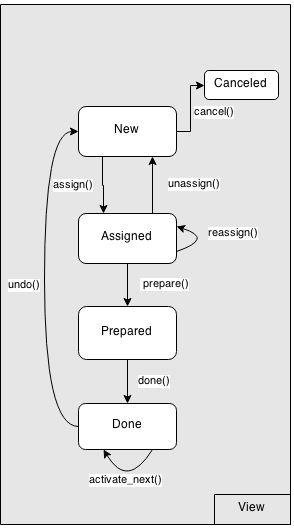 Canceled
cancel()
New
assign()
unassign()
Assigned
reassign()
undo()
prepare()
Prepared
done()
Done
activate_next()
View